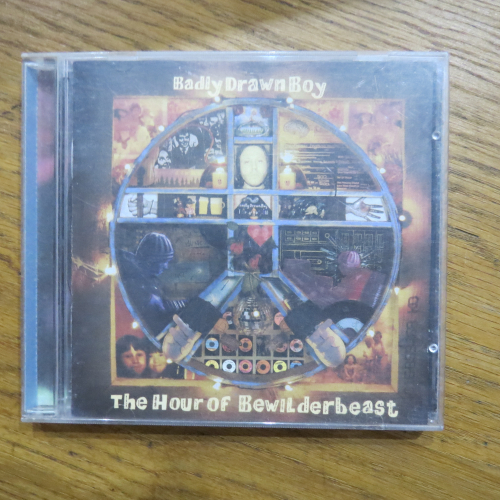 Badly Drawn Boy
The Hour of Bewilderbeast